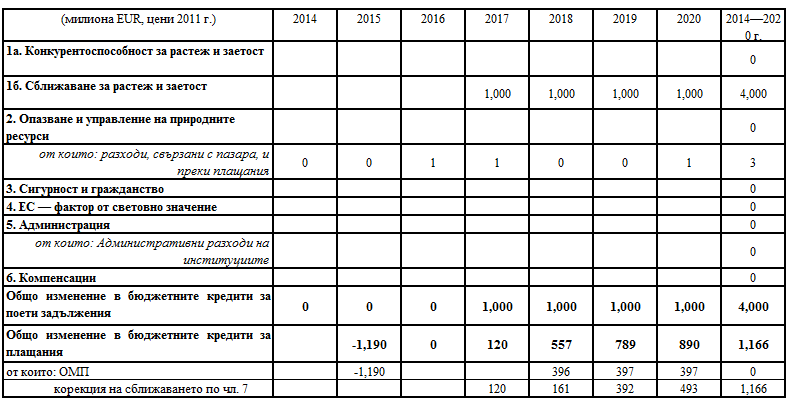 (милиона EUR, цени 2011 г.) 2014 2015 2016 2017 2018 2019 2020 2014—202
0 г.
1а. Конкурентоспособност за растеж и заетост
0
1б. Сближаване за растеж и заетост
1,000 1,000 1,000 1,000 4,000
2. Опазване и управление на природните
ресурси 0
от които: разходи, свързани с пазара, и
преки плащания 0 0 1 1 0 0 1 3
3. Сигурност и гражданство 0
4. ЕС — фактор от световно значение 0
5. Администрация 0
от които: Административни разходи на
институциите 0
6. Компенсации 0
Общо изменение в бюджетните кредити за
поети задължения 0 0 0 1,000 1,000 1,000 1,000 4,000
Общо изменение в бюджетните кредити за
плащания -1,190 0 120 557 789 890 1,166
от които: ОМП -1,190 396 397 397 0
корекция на сближаването по чл. 7 120 161 392 493 1,166